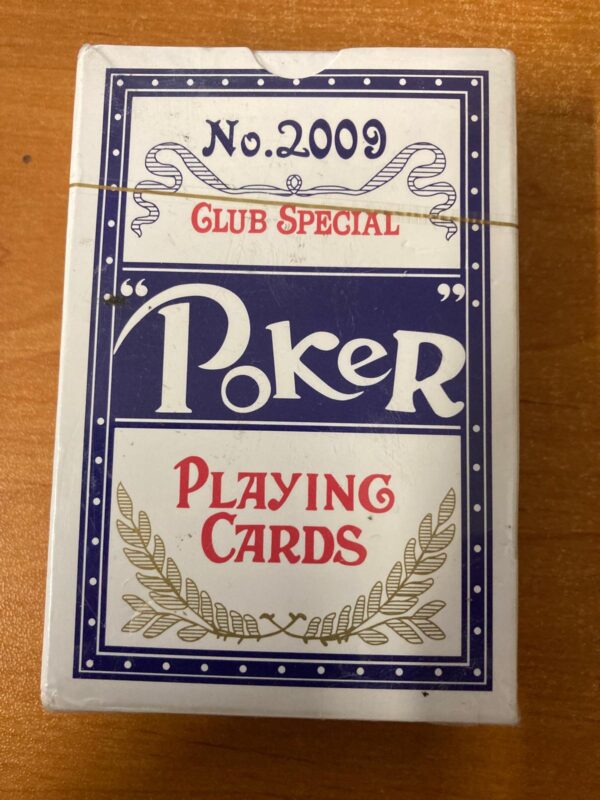 No.2009
CLUB SPECIAL
“POKER”
PLAYING
CARDS